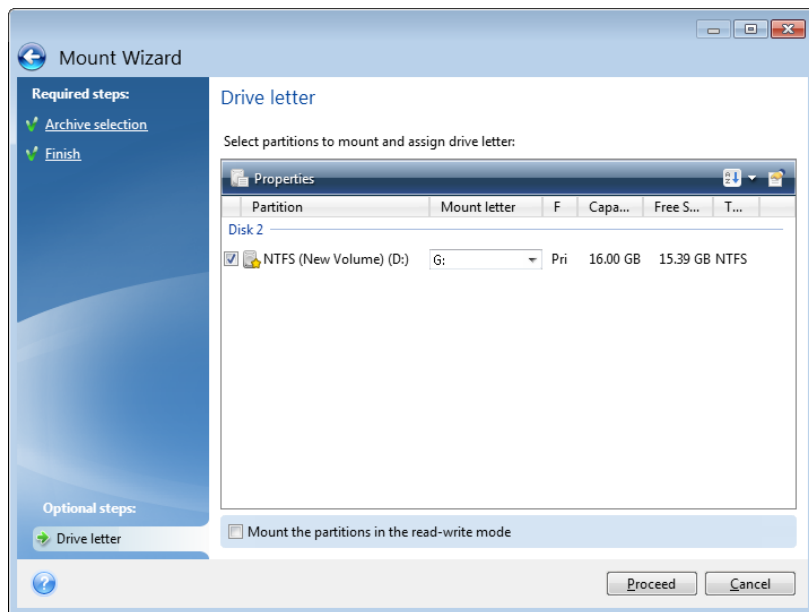 Mount Wizard
Required steps:
Archive selection
Finish
Optional steps:
Drive letter
Drive letter
Select partitions to mount and assign drive letter:
Properties
Partition Mount letter F Capa... Free S... T...
Disk 2
NTFS (New Volume) (D:) G: Pri 16.00 GB 15.39 GB NTFS
Mount the partitions in the read-write mode
Proceed Cancel